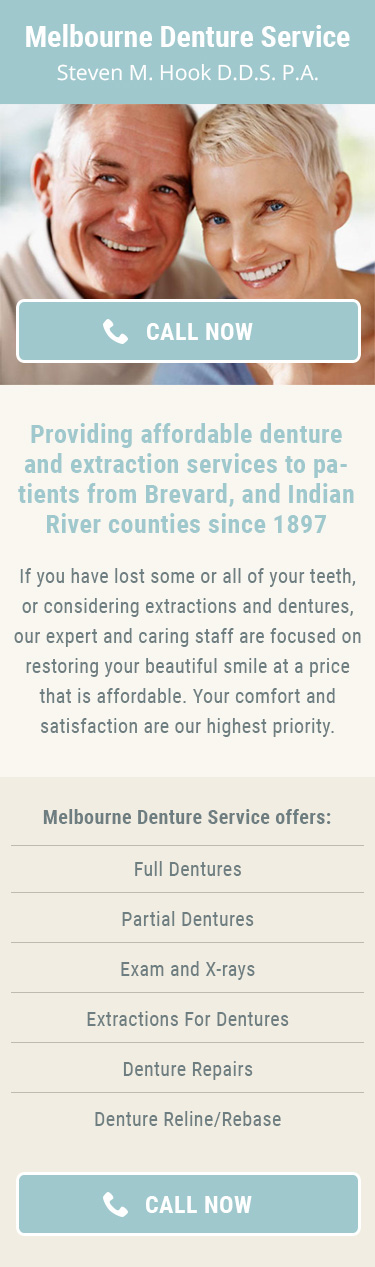 Melbourne Denture Service
Steven M. Hook D.D.S. P.A.
CALL NOW
Providing affordable denture
and extraction services to pa-
tients from Brevard, and Indian
River counties since 1897
If you have lost some or all of your teeth,
or considering extractions and dentures,
our expert and caring staff are focused on
restoring your beautiful smile at a price
that is affordable. Your comfort and
satisfaction are our highest priority.
Melbourne Denture Service offers:
Full Dentures
Partial Dentures
Exam and X-rays
Extractions For Dentures
Denture Repairs
Denture Reline/Rebase
CALL NOW